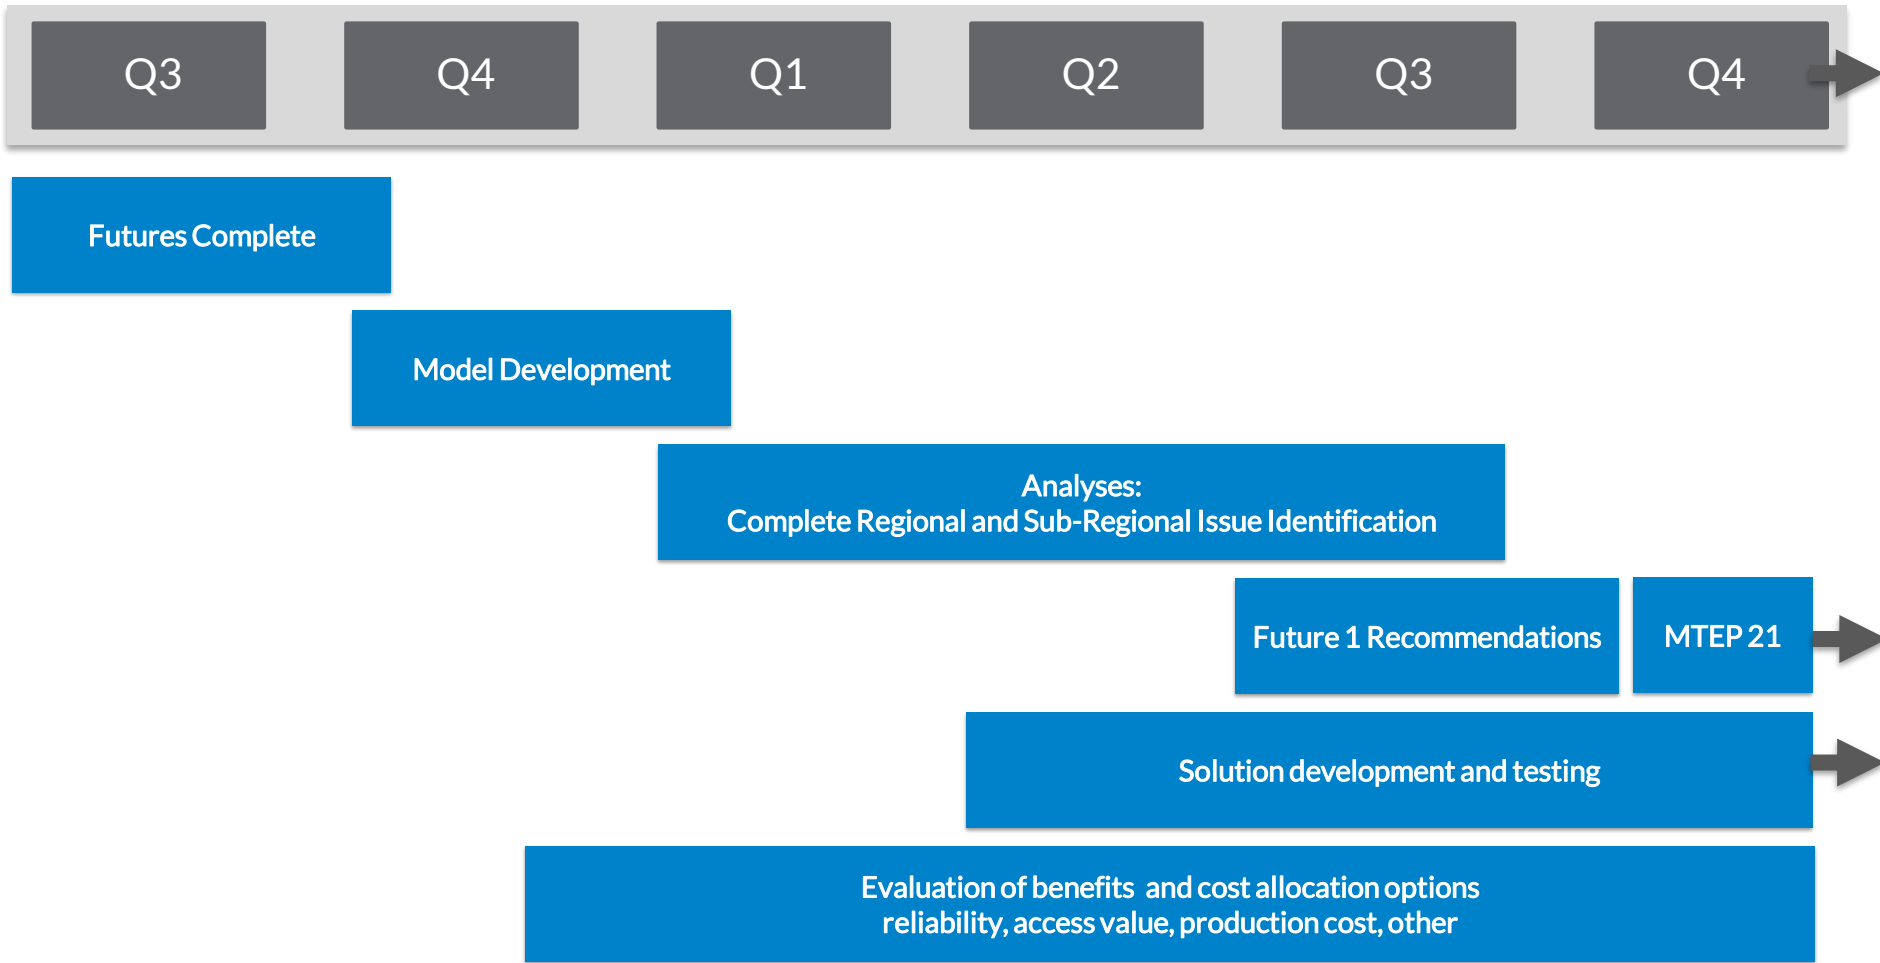 Q3
Q4
Q1
Q2
Q3
Q4
Futures Complete
Model Development
Analyses:
Complete Regional and Sub-Regional Issue Identification
Future 1 Recommendations
MTEP 21
Solution development and testing
Evaluation of benefits  and cost allocation options
reliability, access value, production cost, other